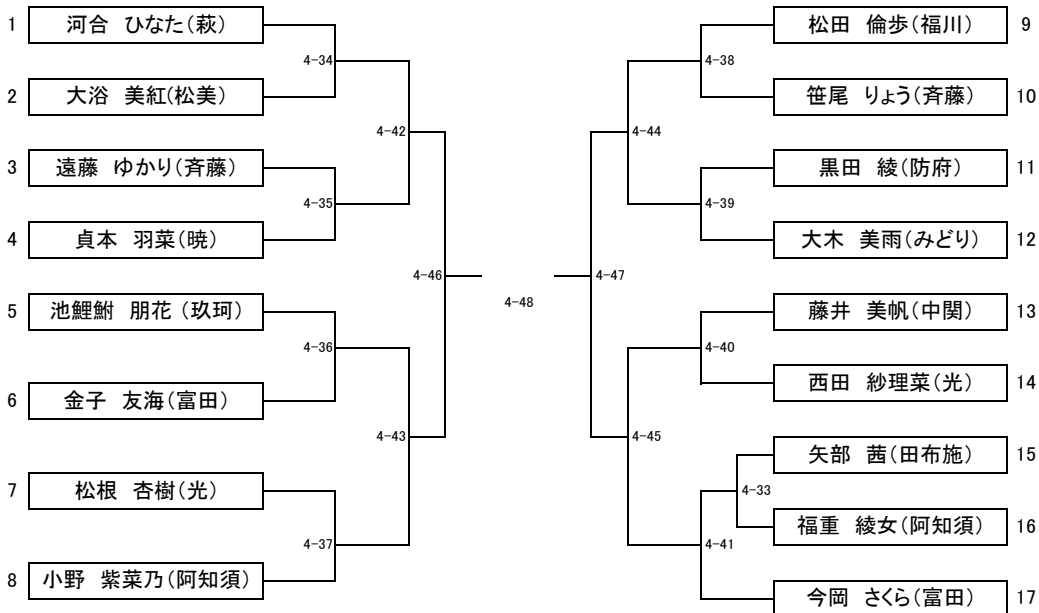 1 河合 ひなた(萩)
4-34
2 大浴 美紅(松美)
4-42
3 遠藤 ゆかり(斉藤)
4-35
4 貞本 羽菜(暁)
4-46
5 池鯉鮒 朋花 (玖珂)
4-36
6 金子 友海(富田)
4-43
7 松根 杏樹(光)
4-37
8 小野 紫菜乃(阿知須)
4-48
松田 倫歩(福川) 9
4-38
笹尾 りょう(斉藤) 10
4-44
黒田 綾(防府) 11
4-39
大木 美雨(みどり) 12
4-47
藤井 美帆(中関) 13
4-40
西田 紗理菜(光) 14
4-45
矢部 茜(田布施) 15
4-33
福重 綾女(阿知須) 16
4-41
今岡 さくら(富田) 17